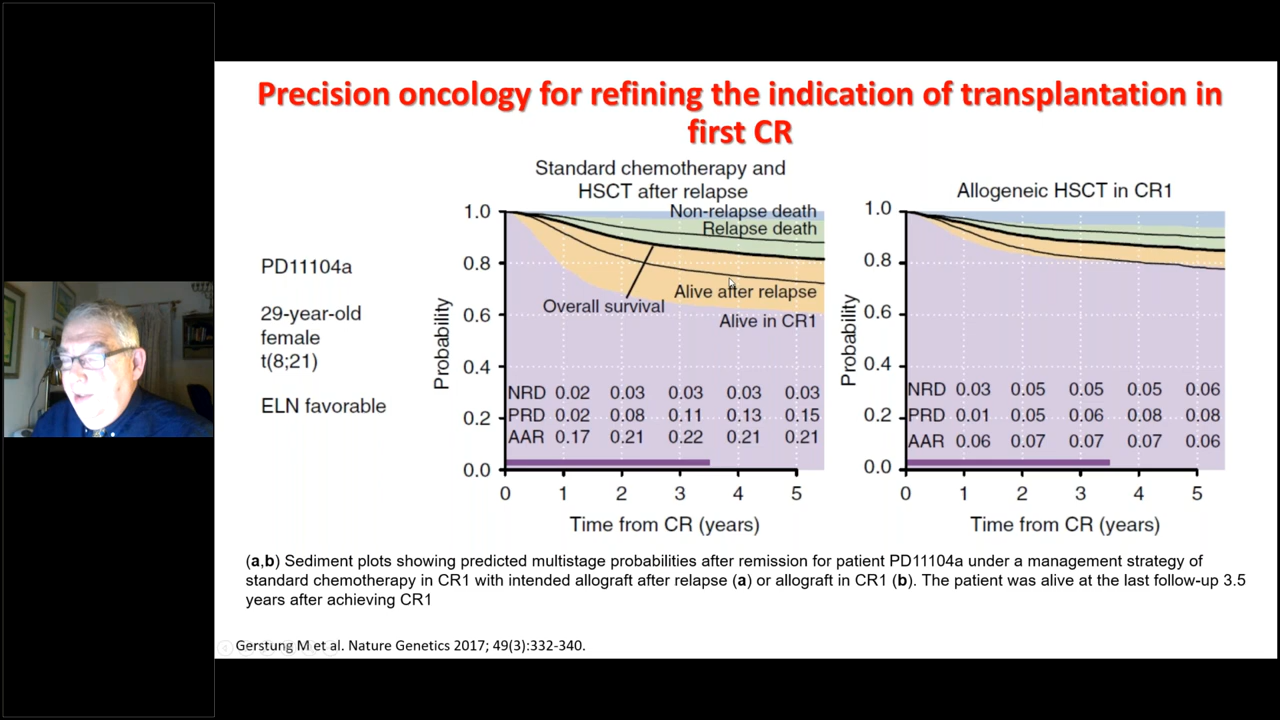 Precision oncology for refining the indication of transplantation in
first CR
PD11104a
29-year-old
female
t(8;21)
ELN favorable
Standard chemotherapy and
HSCT after relapse
Non-relapse death
Relapse death
Alive after relapse
Overall survival
Alive in CR1
Probability
1.0
0.8
0.6
0.4
0.2
0.0
NRD 0.02 0.03 0.03 0.03 0.03
PRD 0.02 0.08 0.11 0.13 0.15
AAR 0.17 0.21 0.22 0.21 0.21
0 1 2 3 4 5
Time from CR (years)
Allogeneic HSCT in CR1
Probability
1.0
0.8
0.6
0.4
0.2
0.0
NRD 0.03 0.05 0.05 0.05 0.06
PRD 0.01 0.05 0.06 0.08 0.08
AAR 0.06 0.07 0.07 0.07 0.06
0 1 2 3 4 5
Time from CR (years)
(a,b) Sediment plots showing predicted multistage probabilities after remission for patient PD11104a under a management strategy of
standard chemotherapy in CR1 with intended allograft after relapse (a) or allograft in CR1 (b). The patient was alive at the last follow-up 3.5
years after achieving CR1
Gerstung M et al. Nature Genetics 2017; 49(3):332-340.